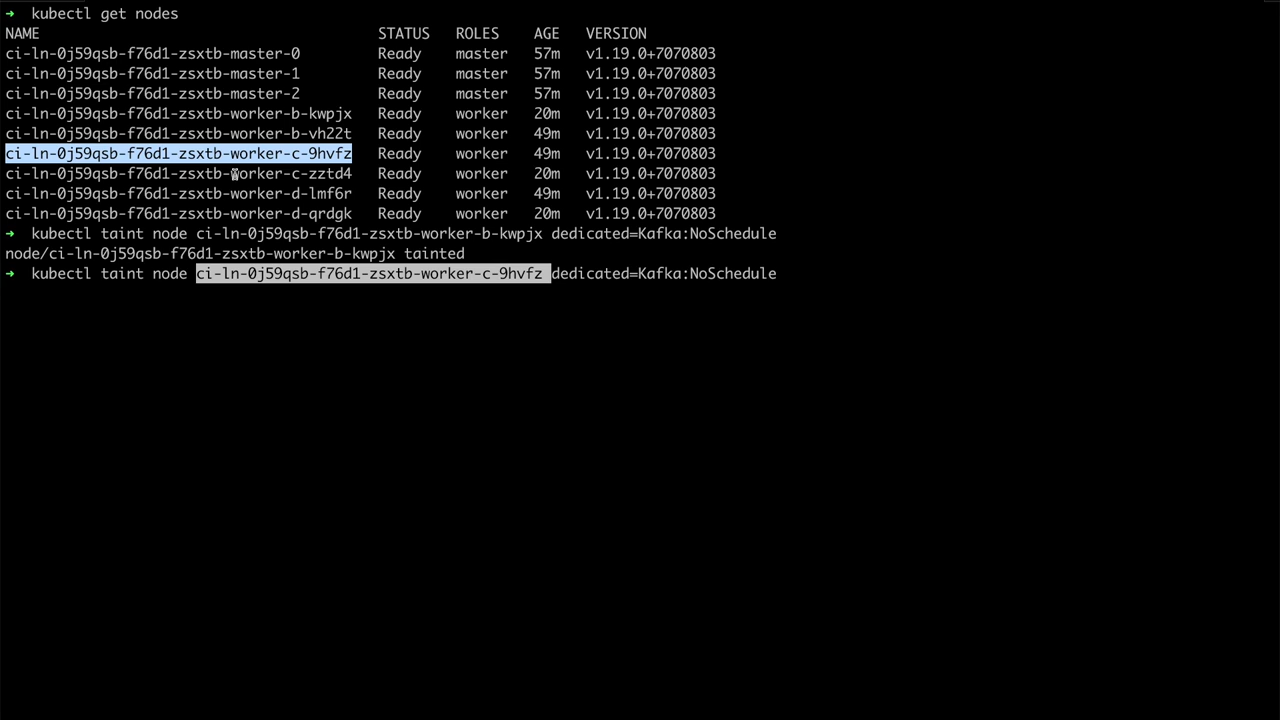 ➜  kubectl get nodes
NAME                                       STATUS   ROLES    AGE   VERSION
ci-ln-0j59qsb-f76d1-zsxtb-master-0         Ready    master   57m   v1.19.0+7070803
ci-ln-0j59qsb-f76d1-zsxtb-master-1         Ready    master   57m   v1.19.0+7070803
ci-ln-0j59qsb-f76d1-zsxtb-master-2         Ready    master   57m   v1.19.0+7070803
ci-ln-0j59qsb-f76d1-zsxtb-worker-b-kwpjx   Ready    worker   20m   v1.19.0+7070803
ci-ln-0j59qsb-f76d1-zsxtb-worker-b-vh22t   Ready    worker   49m   v1.19.0+7070803
ci-ln-0j59qsb-f76d1-zsxtb-worker-c-9hvfz   Ready    worker   49m   v1.19.0+7070803
ci-ln-0j59qsb-f76d1-zsxtb-worker-c-zztd4   Ready    worker   20m   v1.19.0+7070803
ci-ln-0j59qsb-f76d1-zsxtb-worker-d-lmf6r   Ready    worker   49m   v1.19.0+7070803
ci-ln-0j59qsb-f76d1-zsxtb-worker-d-qrdgk   Ready    worker   20m   v1.19.0+7070803
➜  kubectl taint node ci-ln-0j59qsb-f76d1-zsxtb-worker-b-kwpjx dedicated=Kafka:NoSchedule
node/ci-ln-0j59qsb-f76d1-zsxtb-worker-b-kwpjx tainted
➜  kubectl taint node ci-ln-0j59qsb-f76d1-zsxtb-worker-c-9hvfz dedicated=Kafka:NoSchedule